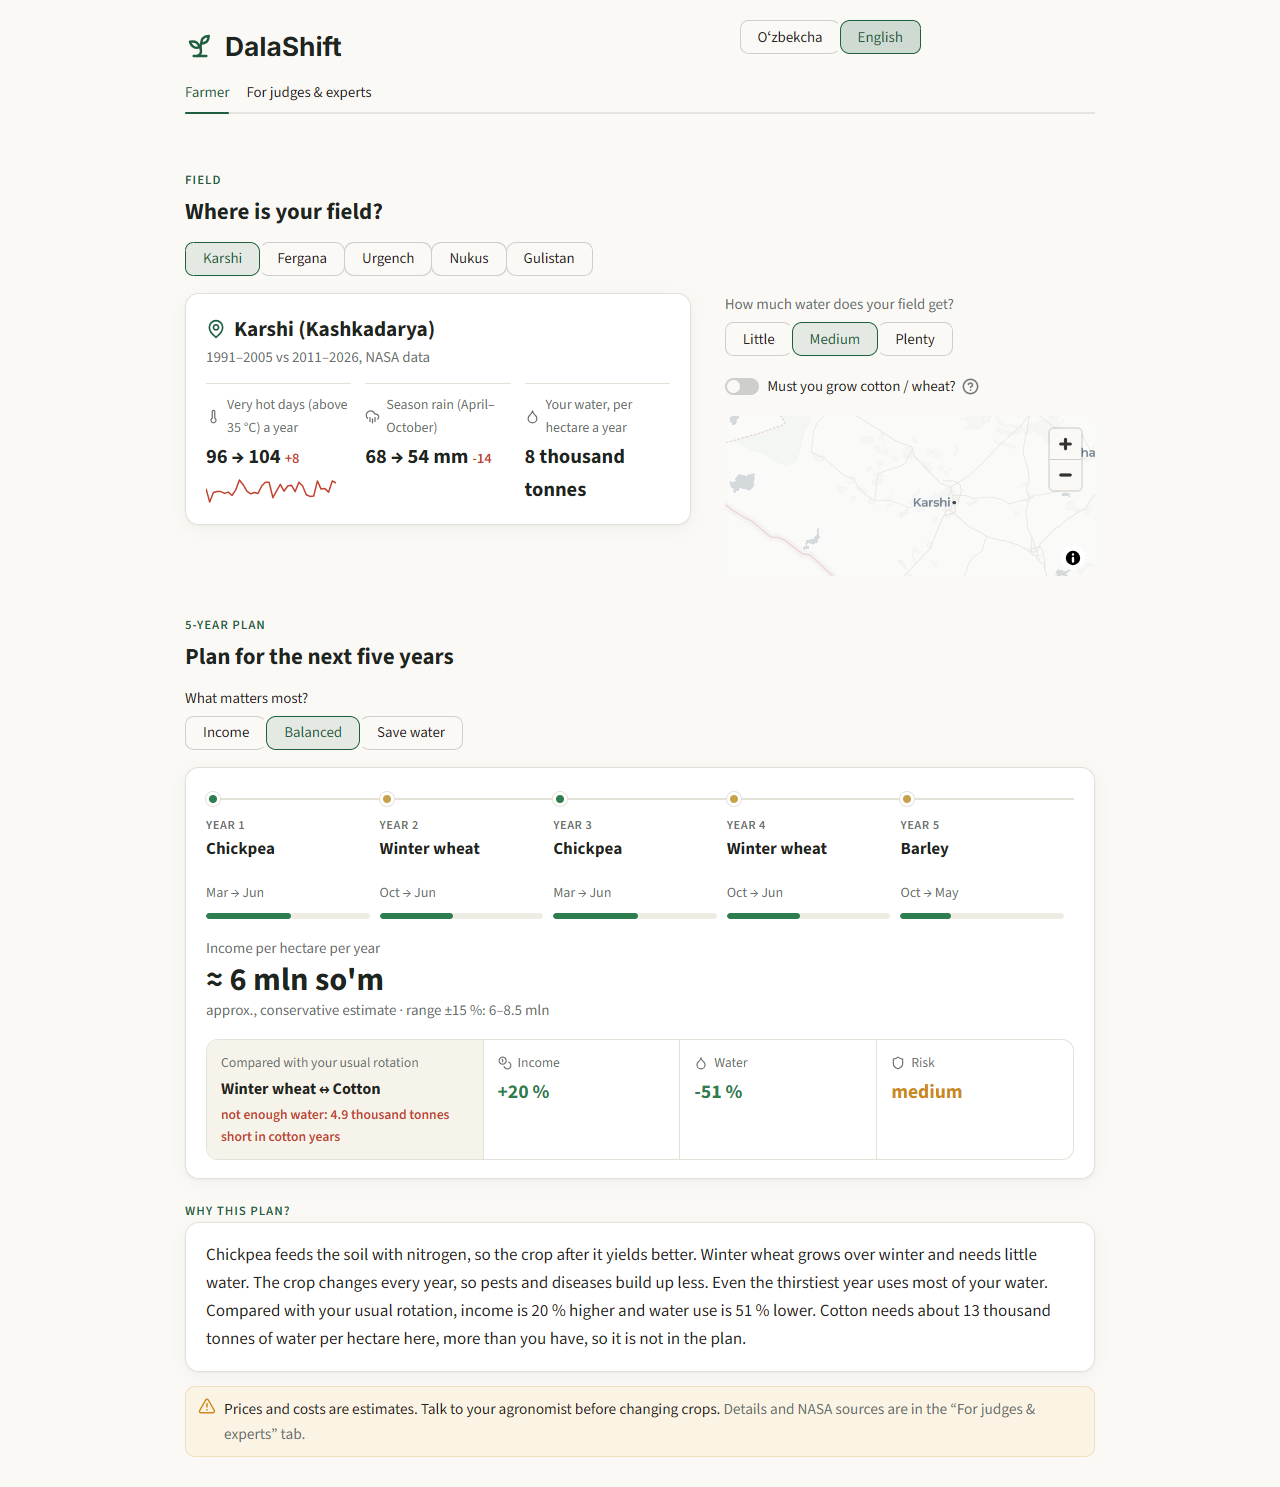 DalaShift
Oʻzbekcha
English
Farmer
For judges & experts
FIELD
Where is your field?
Karshi
Fergana
Urgench
Nukus
Gulistan
Karshi (Kashkadarya)
1991–2005 vs 2011–2026, NASA data
Very hot days (above
35 °C) a year
96 → 104 +8
Season rain (April–
October)
68 → 54 mm -14
Your water, per
hectare a year
8 thousand
tonnes
How much water does your field get?
Little
Medium
Plenty
Must you grow cotton / wheat?
Karshi
ha
5-YEAR PLAN
Plan for the next five years
What matters most?
Income
Balanced
Save water
YEAR 1
Chickpea
Mar → Jun
YEAR 2
Winter wheat
Oct → Jun
YEAR 3
Chickpea
Mar → Jun
YEAR 4
Winter wheat
Oct → Jun
YEAR 5
Barley
Oct → May
Income per hectare per year
≈ 6 mln so'm
approx., conservative estimate · range ±15 %: 6–8.5 mln
Compared with your usual rotation
Winter wheat ↔ Cotton
not enough water: 4.9 thousand tonnes
short in cotton years
Income
+20 %
Water
-51 %
Risk
medium
WHY THIS PLAN?
Chickpea feeds the soil with nitrogen, so the crop after it yields better. Winter wheat grows over winter and needs little
water. The crop changes every year, so pests and diseases build up less. Even the thirstiest year uses most of your water.
Compared with your usual rotation, income is 20 % higher and water use is 51 % lower. Cotton needs about 13 thousand
tonnes of water per hectare here, more than you have, so it is not in the plan.
Prices and costs are estimates. Talk to your agronomist before changing crops. Details and NASA sources are in the “For judges &
experts” tab.